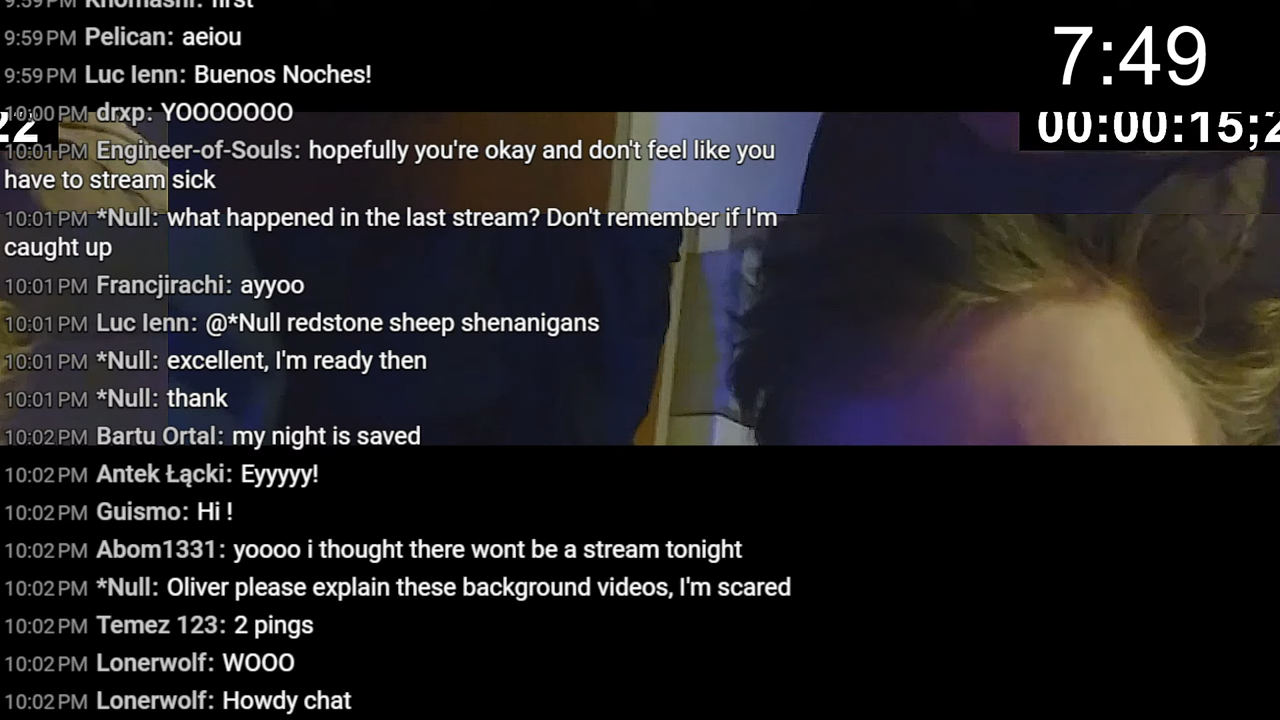 9:59 PM Khomashi: first
9:59 PM Pelican: aeiou
7:49
9:59 PM Luc Ienn: Buenos Noches!
10:00 PM drxp: YOOOOOOO
22
00:00:15;2
10:01 PM Engineer-of-Souls: hopefully you're okay and don't feel like you
have to stream sick
10:01 PM *Null: what happened in the last stream? Don't remember if I'm
caught up
10:01 PM Francjirachi: ayyoo
10:01 PM Luc Ienn: @*Null redstone sheep shenanigans
10:01 PM *Null: excellent, I'm ready then
10:01 PM *Null: thank
10:02 PM Bartu Ortal: my night is saved
10:02 PM Antek Łącki: Eyyyyy!
10:02 PM Guismo: Hi !
10:02 PM Abom1331: yoooo i thought there wont be a stream tonight
10:02 PM *Null: Oliver please explain these background videos, I'm scared
10:02 PM Temez 123: 2 pings
10:02 PM Lonerwolf: WOOO
10:02 PM Lonerwolf: Howdy chat